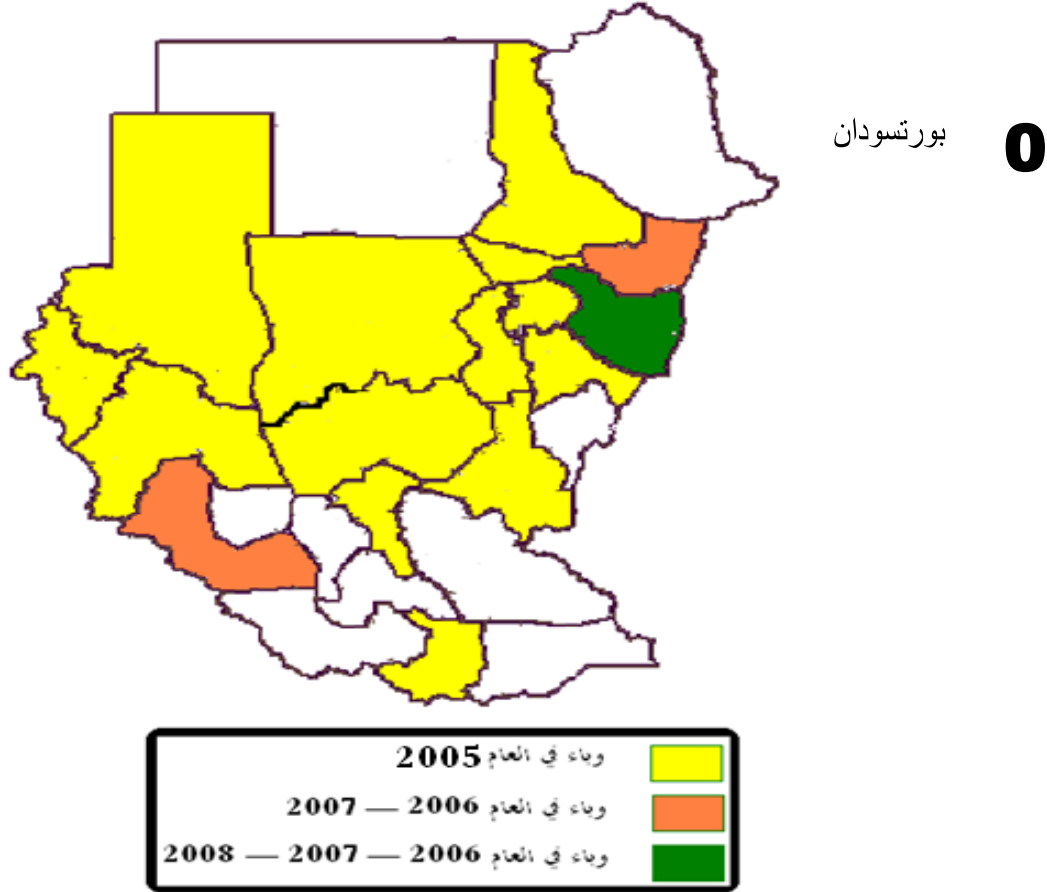 بورتسودان 0
وباء في العام 2005
وباء في العام 2006 — 2007
وباء في العام 2006 — 2007 — 2008